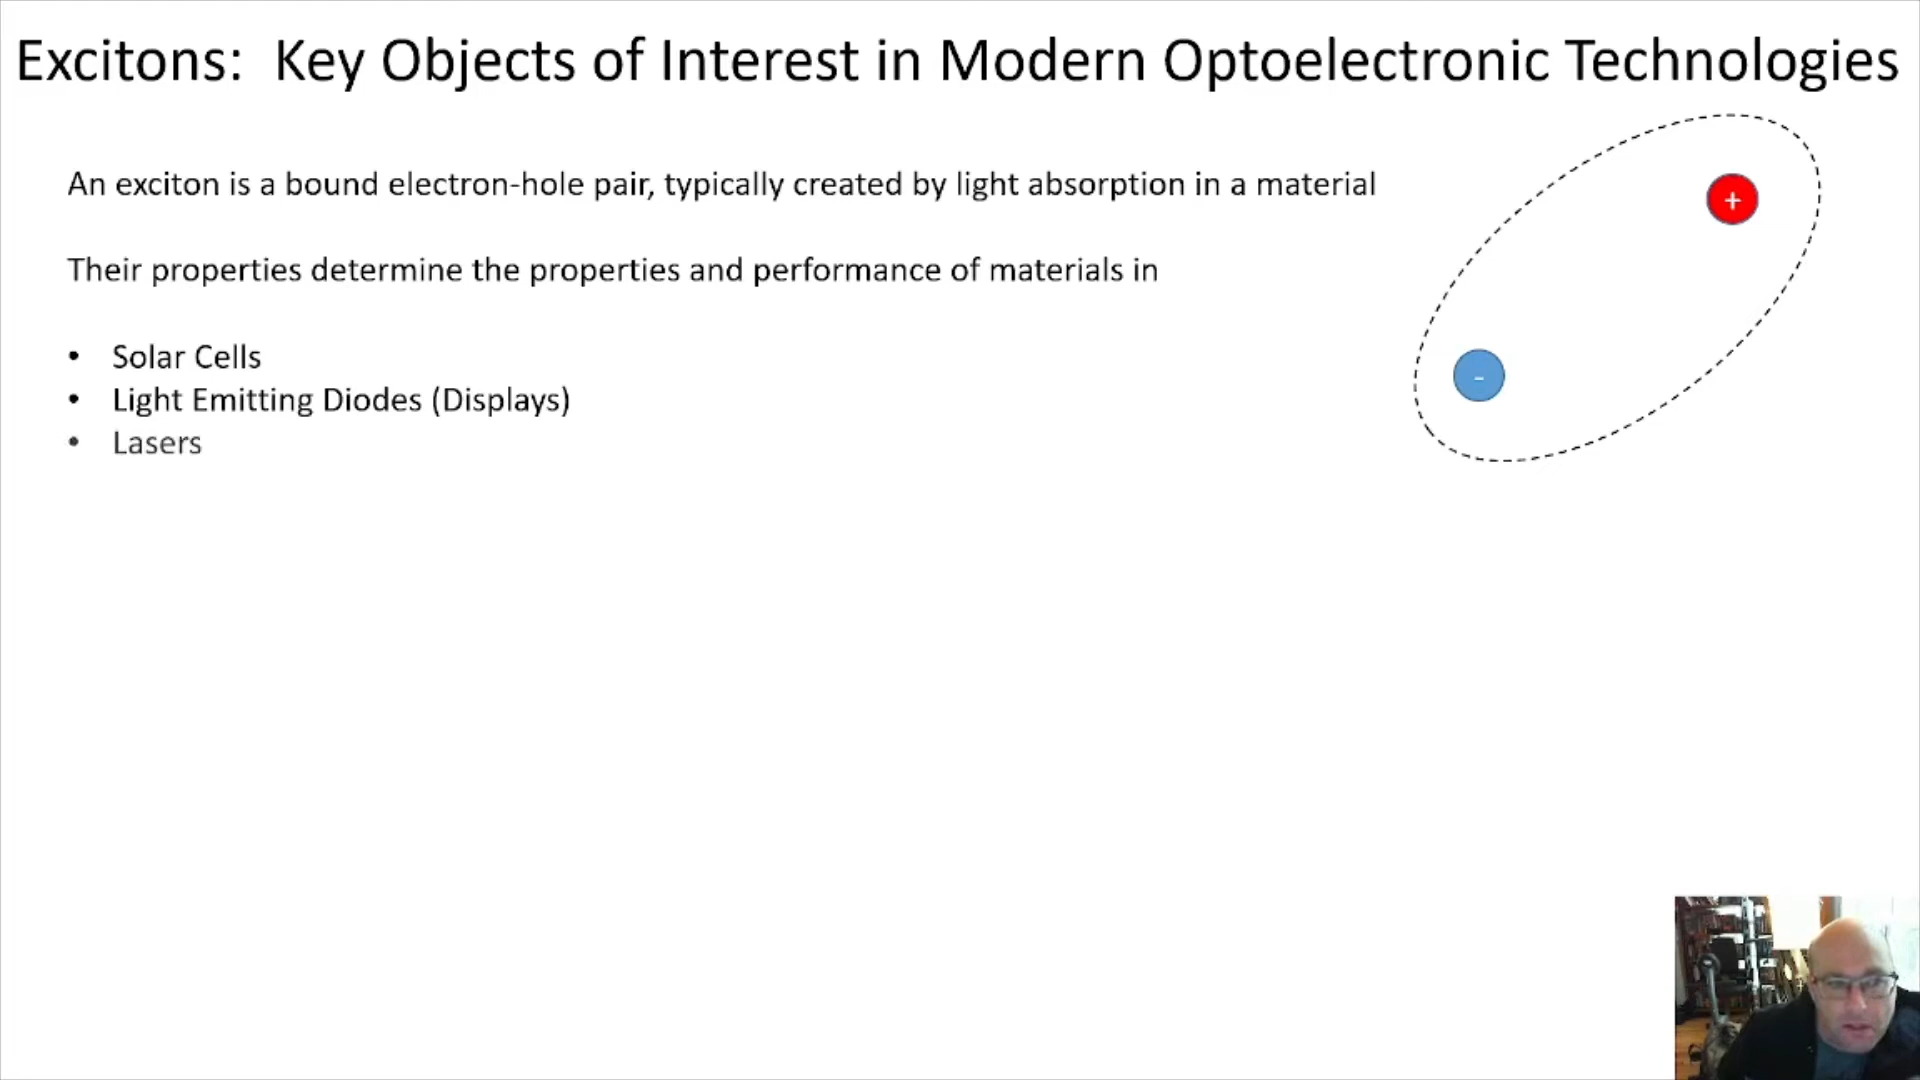 Excitons: Key Objects of Interest in Modern Optoelectronic Technologies
An exciton is a bound electron-hole pair, typically created by light absorption in a material
+
Their properties determine the properties and performance of materials in
• Solar Cells
-
• Light Emitting Diodes (Displays)
• Lasers